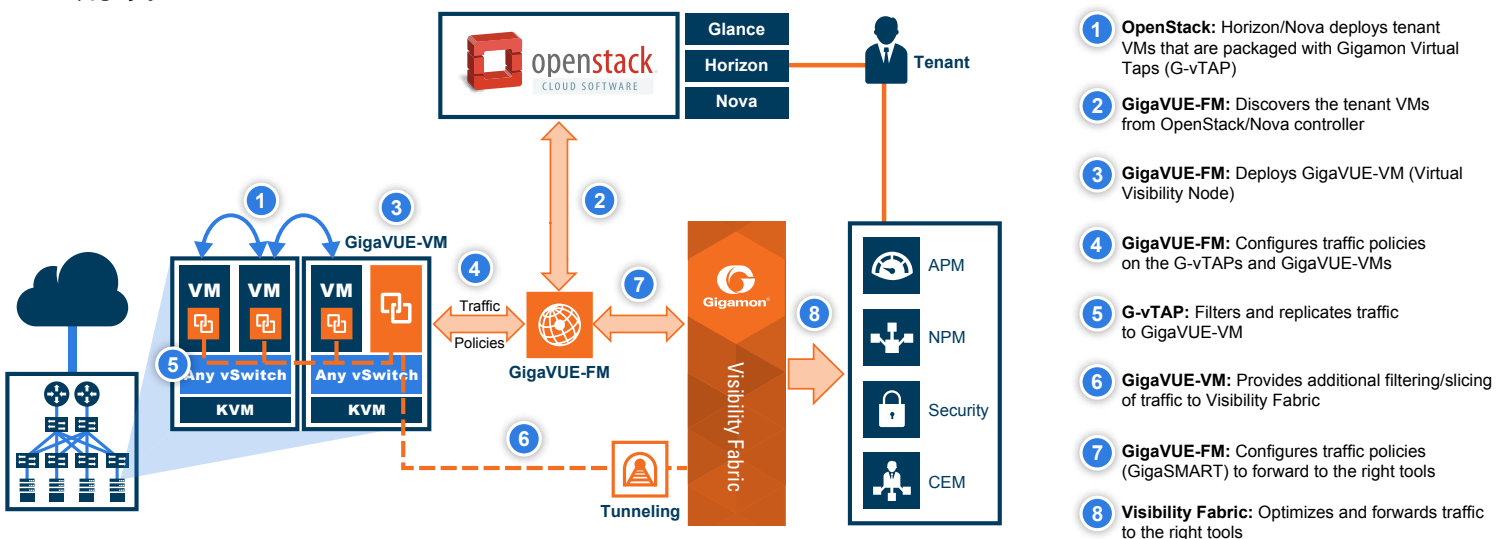 openstack
CLOUD SOFTWARE
Glance
Horizon
Nova
Tenant
1
2
3
GigaVUE-VM
VM
VM
VM
4
Traffic
Policies
GigaVUE-FM
7
Gigamon®
Visibility Fabric
8
5
Any vSwitch
Any vSwitch
KVM
KVM
6
Tunneling
APM
NPM
Security
CEM
1
OpenStack: Horizon/Nova deploys tenant
VMs that are packaged with Gigamon Virtual
Taps (G-vTAP)
2
GigaVUE-FM: Discovers the tenant VMs
from OpenStack/Nova controller
3
GigaVUE-FM: Deploys GigaVUE-VM (Virtual
Visibility Node)
4
GigaVUE-FM: Configures traffic policies
on the G-vTAPs and GigaVUE-VMs
5
G-vTAP: Filters and replicates traffic
to GigaVUE-VM
6
GigaVUE-VM: Provides additional filtering/slicing
of traffic to Visibility Fabric
7
GigaVUE-FM: Configures traffic policies
(GigaSMART) to forward to the right tools
8
Visibility Fabric: Optimizes and forwards traffic
to the right tools